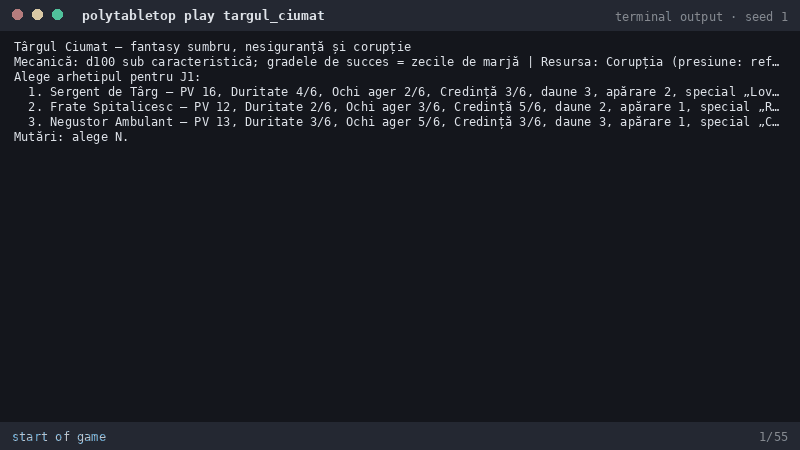 polytabletop play targul_ciumat
terminal output · seed 1
Târgul Ciumat — fantasy sumbru, nesiguranță și corupție
Mecanică: d100 sub caracteristică; gradele de succes = zecile de marjă | Resursa: Corupția (presiune: ref…
Alege arhetipul pentru J1:
1. Sergent de Târg — PV 16, Duritate 4/6, Ochi ager 2/6, Credință 3/6, daune 3, apărare 2, special „Lov…
2. Frate Spitalicesc — PV 12, Duritate 2/6, Ochi ager 3/6, Credință 5/6, daune 2, apărare 1, special „R…
3. Negustor Ambulant — PV 13, Duritate 3/6, Ochi ager 5/6, Credință 3/6, daune 3, apărare 1, special „C…
Mutări: alege N.
start of game
1/55